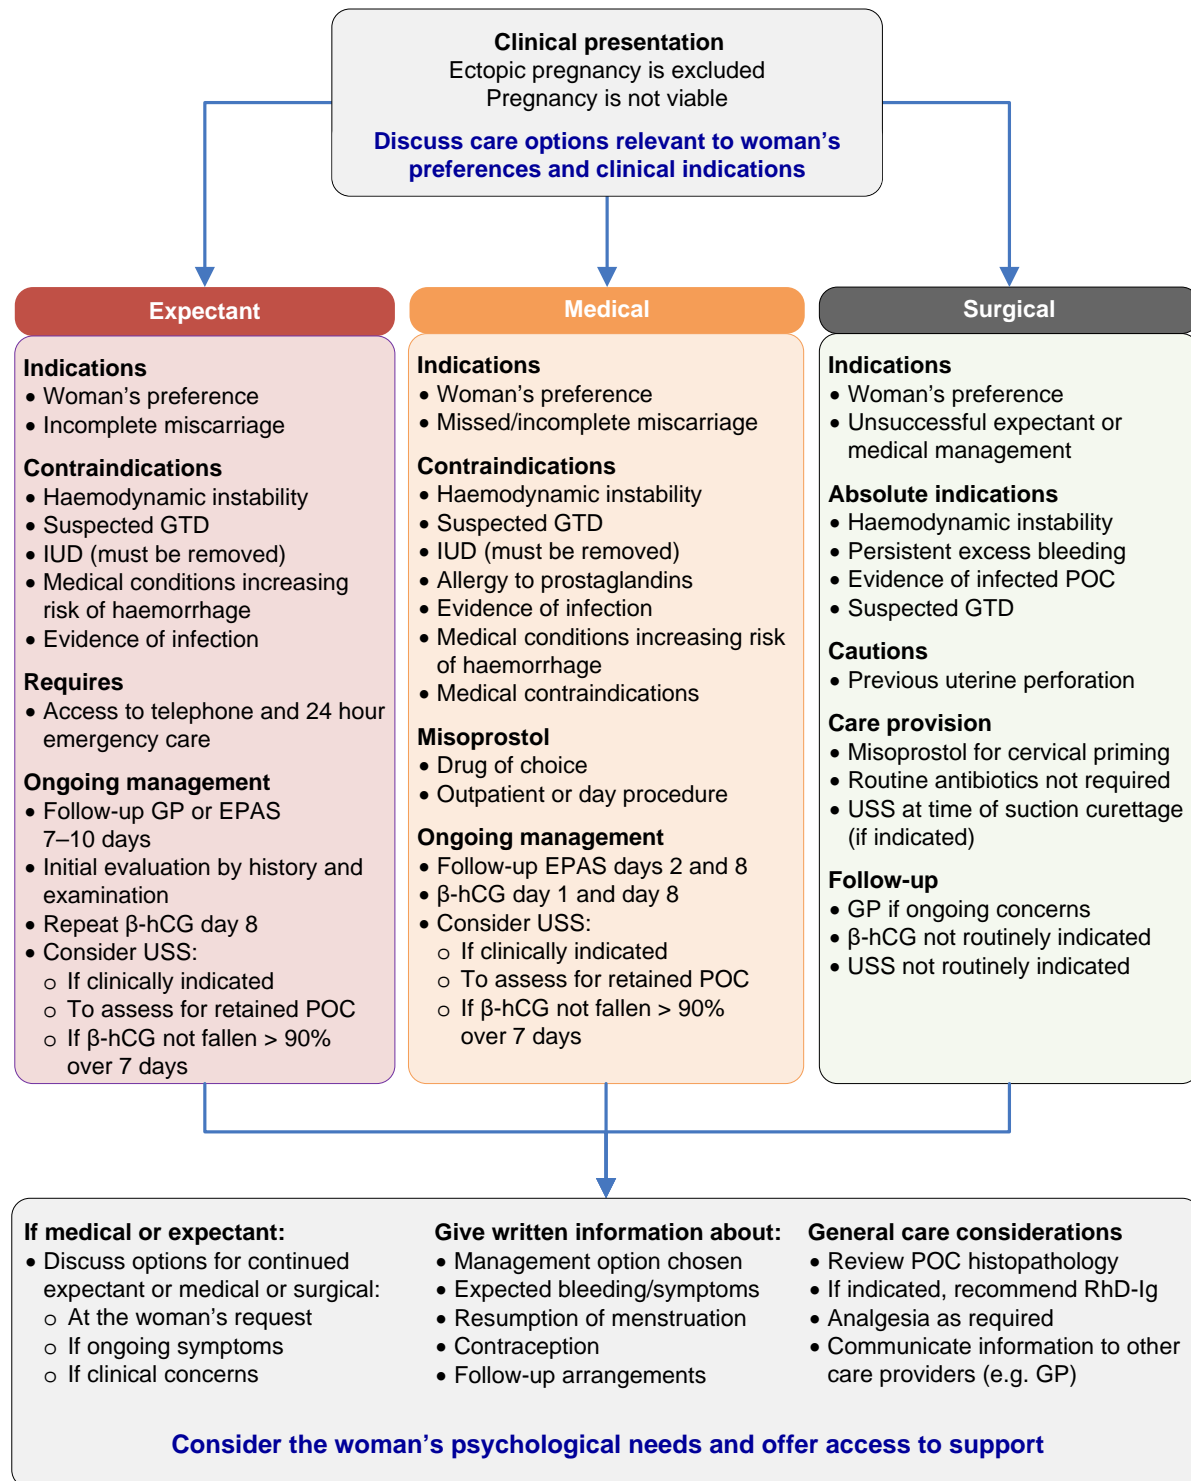 Clinical presentation
Ectopic pregnancy is excluded
Pregnancy is not viable
Discuss care options relevant to woman's
preferences and clinical indications
Expectant
Indications
• Woman's preference
• Incomplete miscarriage
Contraindications
• Haemodynamic instability
• Suspected GTD
• IUD (must be removed)
• Medical conditions increasing
risk of haemorrhage
• Evidence of infection
Requires
• Access to telephone and 24 hour
emergency care
Ongoing management
• Follow-up GP or EPAS
7–10 days
• Initial evaluation by history and
examination
• Repeat β-hCG day 8
• Consider USS:
o If clinically indicated
o To assess for retained POC
o If β-hCG not fallen > 90%
over 7 days
Medical
Indications
• Woman's preference
• Missed/incomplete miscarriage
Contraindications
• Haemodynamic instability
• Suspected GTD
• IUD (must be removed)
• Allergy to prostaglandins
• Evidence of infection
• Medical conditions increasing risk
of haemorrhage
• Medical contraindications
Misoprostol
• Drug of choice
• Outpatient or day procedure
Ongoing management
• Follow-up EPAS days 2 and 8
• β-hCG day 1 and day 8
• Consider USS:
o If clinically indicated
o To assess for retained POC
o If β-hCG not fallen > 90%
over 7 days
Surgical
Indications
• Woman's preference
• Unsuccessful expectant or
medical management
Absolute indications
• Haemodynamic instability
• Persistent excess bleeding
• Evidence of infected POC
• Suspected GTD
Cautions
• Previous uterine perforation
Care provision
• Misoprostol for cervical priming
• Routine antibiotics not required
• USS at time of suction curettage
(if indicated)
Follow-up
• GP if ongoing concerns
• β-hCG not routinely indicated
• USS not routinely indicated
If medical or expectant:
• Discuss options for continued
expectant or medical or surgical:
o At the woman's request
o If ongoing symptoms
o If clinical concerns
Give written information about:
• Management option chosen
• Expected bleeding/symptoms
• Resumption of menstruation
• Contraception
• Follow-up arrangements
General care considerations
• Review POC histopathology
• If indicated, recommend RhD-Ig
• Analgesia as required
• Communicate information to other
care providers (e.g. GP)
Consider the woman's psychological needs and offer access to support